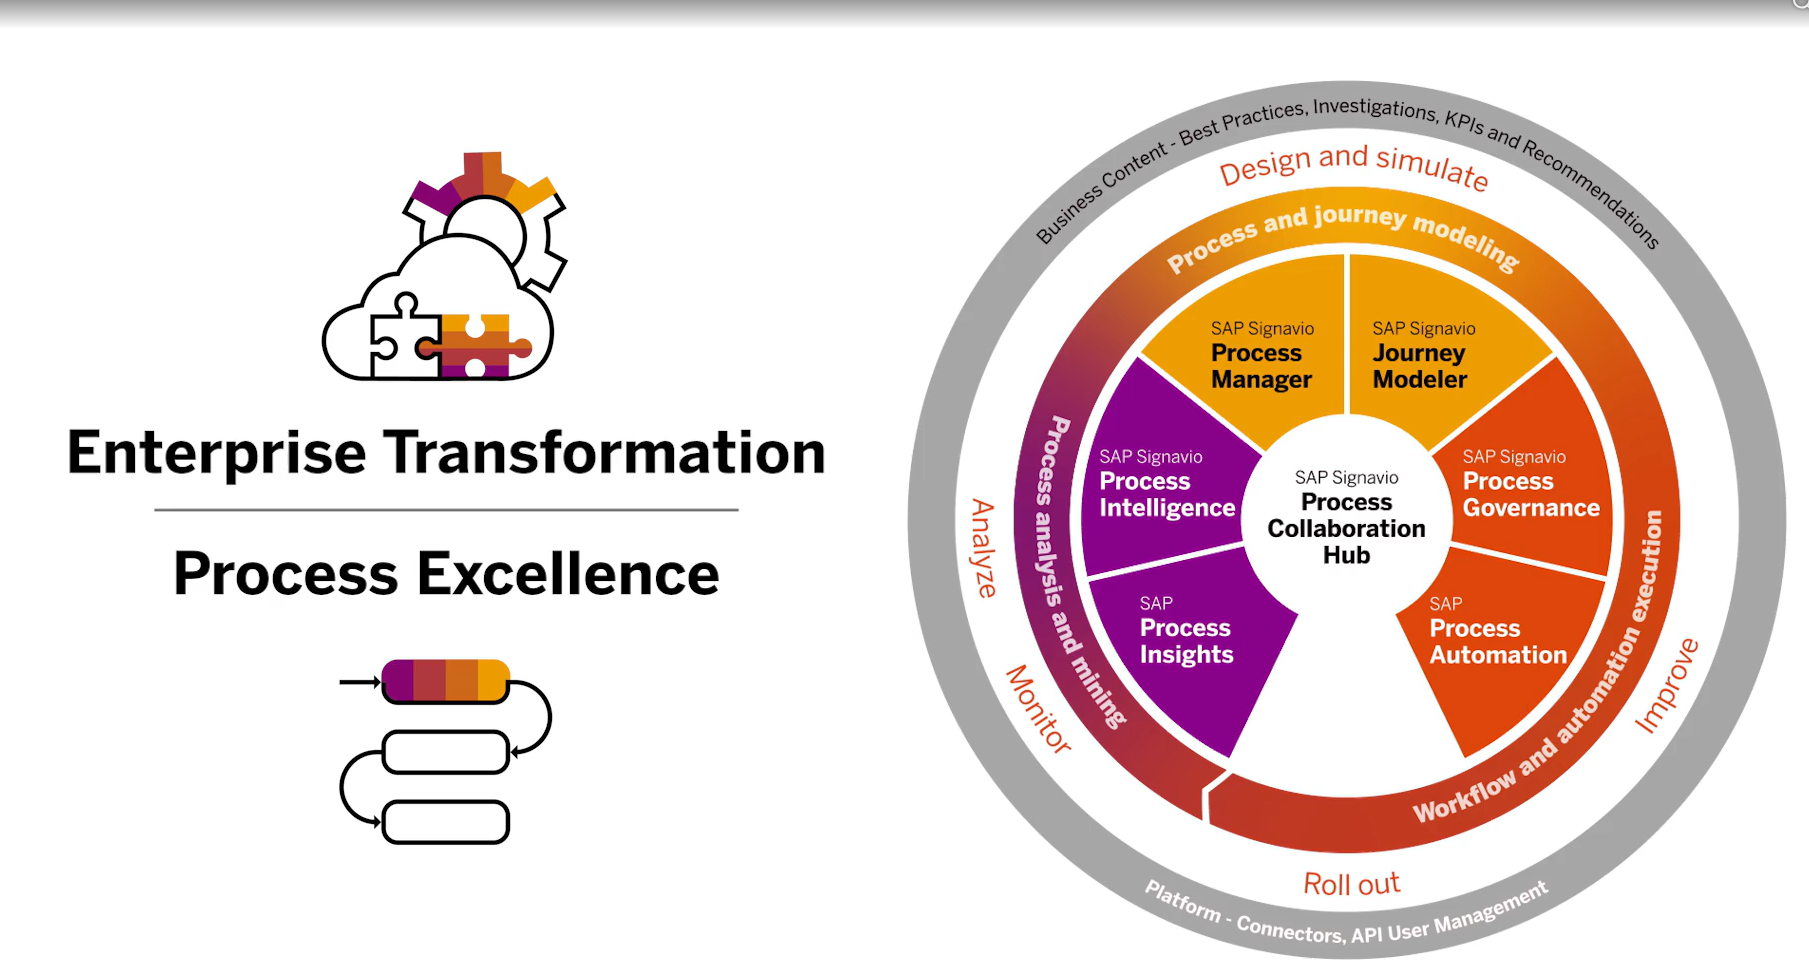 Enterprise Transformation
Process Excellence
Business Content - Best Practices, Investigations, KPIs and Recommendations
Design and simulate
Process and journey modeling
SAP Signavio
Process
Manager
SAP Signavio
Journey
Modeler
SAP Signavio
Process
Intelligence
SAP Signavio
Process
Collaboration
Hub
SAP Signavio
Process
Governance
SAP
Process
Insights
SAP
Process
Automation
Process analysis and mining
Workflow and automation execution
Analyze
Monitor
Improve
Roll out
Platform - Connectors, API User Management